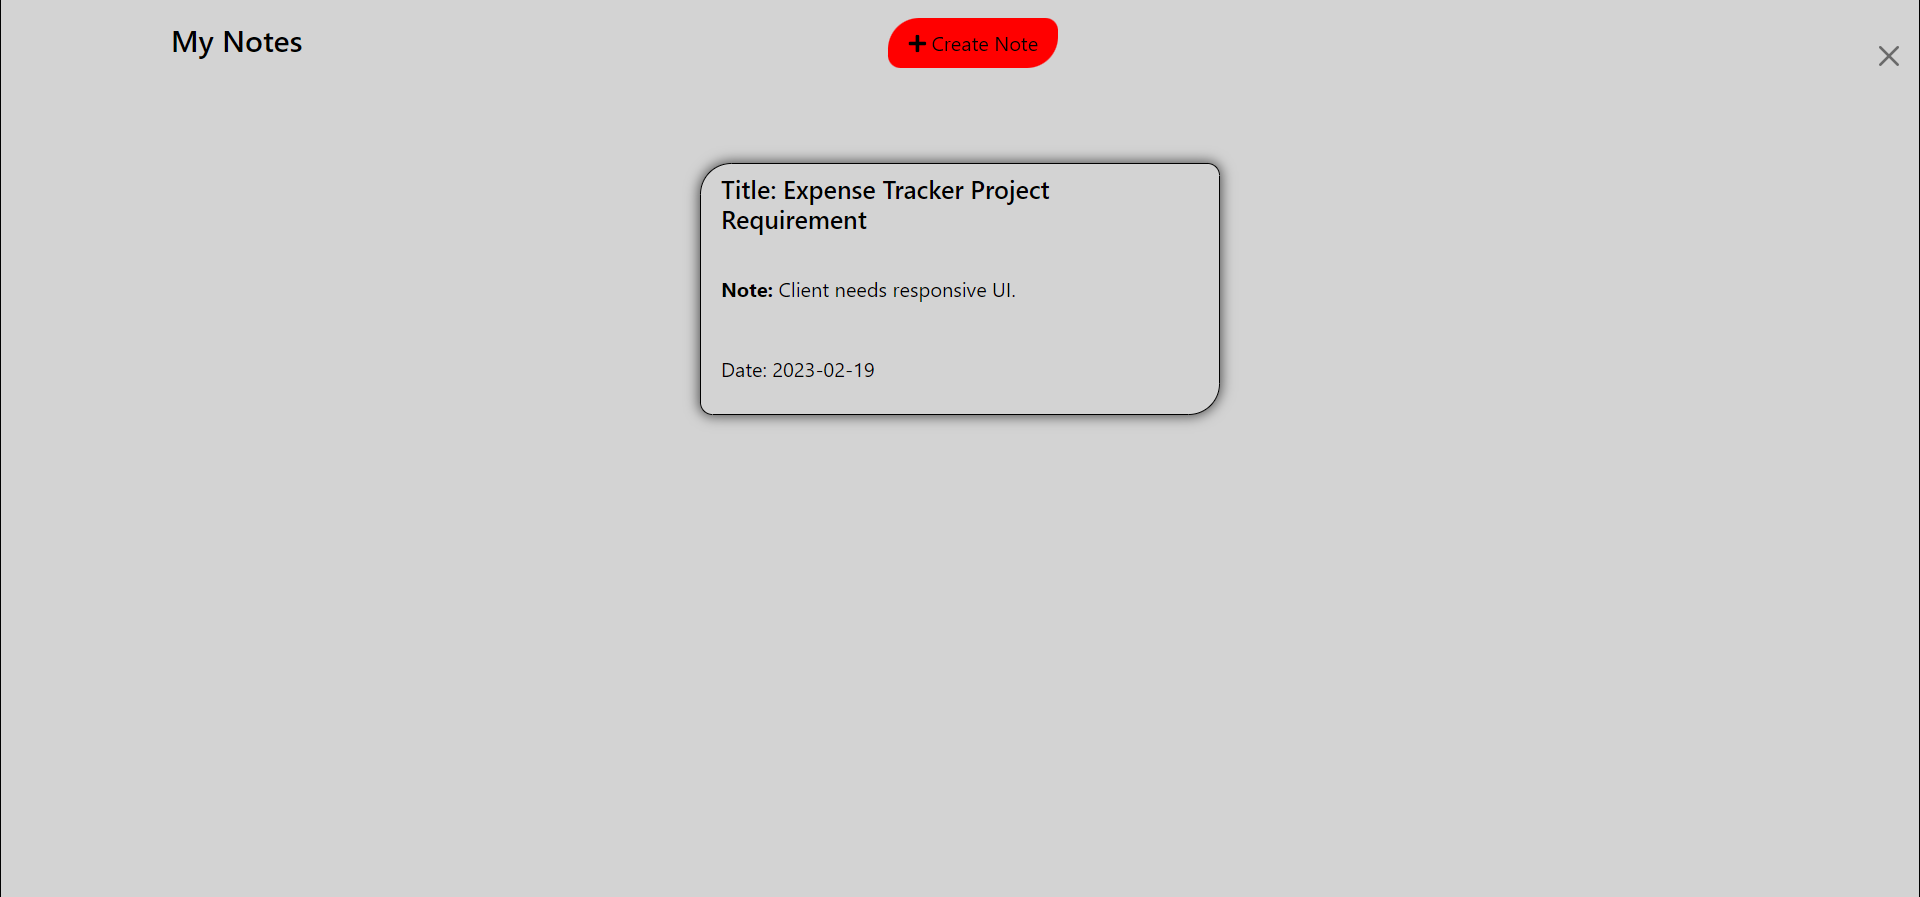 My Notes
Create Note
Title: Expense Tracker Project
Requirement
Note: Client needs responsive UI.
Date: 2023-02-19